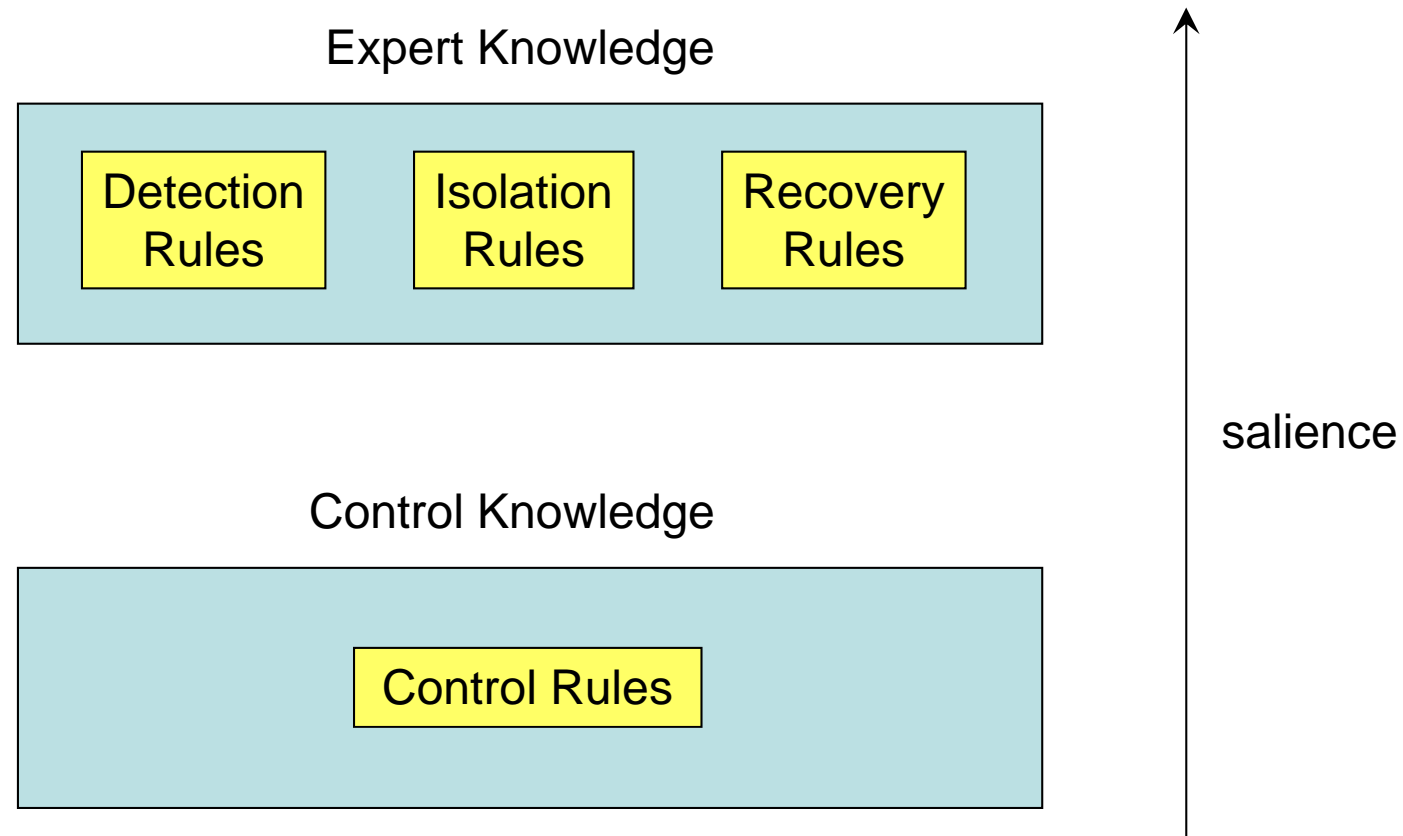 Expert Knowledge
Detection
Rules
Isolation
Rules
Recovery
Rules
salience
Control Knowledge
Control Rules